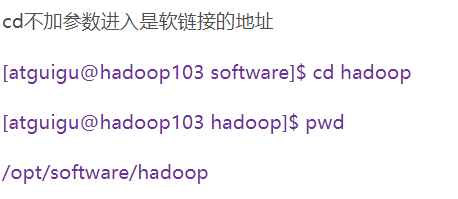 cd不加参数进入是软链接的地址
[atguigu@hadoop103 software]$ cd hadoop
[atguigu@hadoop103 hadoop]$ pwd
/opt/software/hadoop